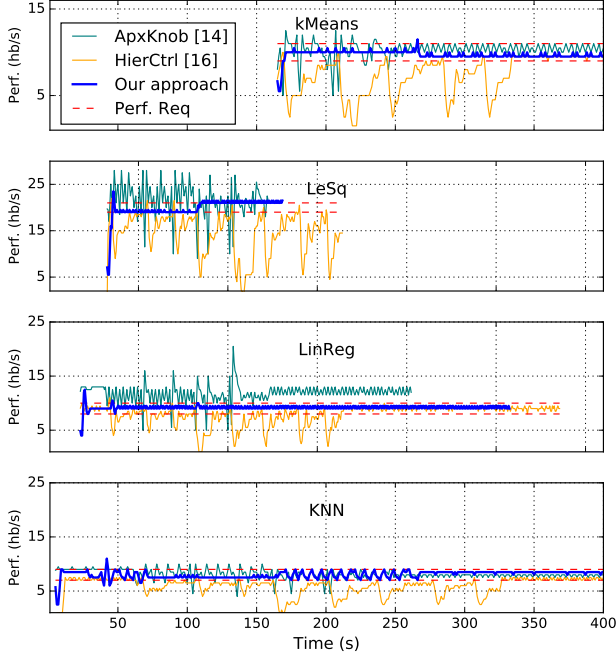 kMeans
ApxKnob [14]
HierCtrl [16]
Our approach
Perf. Req
Perf. (hb/s)
15
5
LeSq
Perf. (hb/s)
25
15
5
LinReg
Perf. (hb/s)
25
15
5
KNN
Perf. (hb/s)
25
15
5
50 100 150 200 250 300 350 400
Time (s)